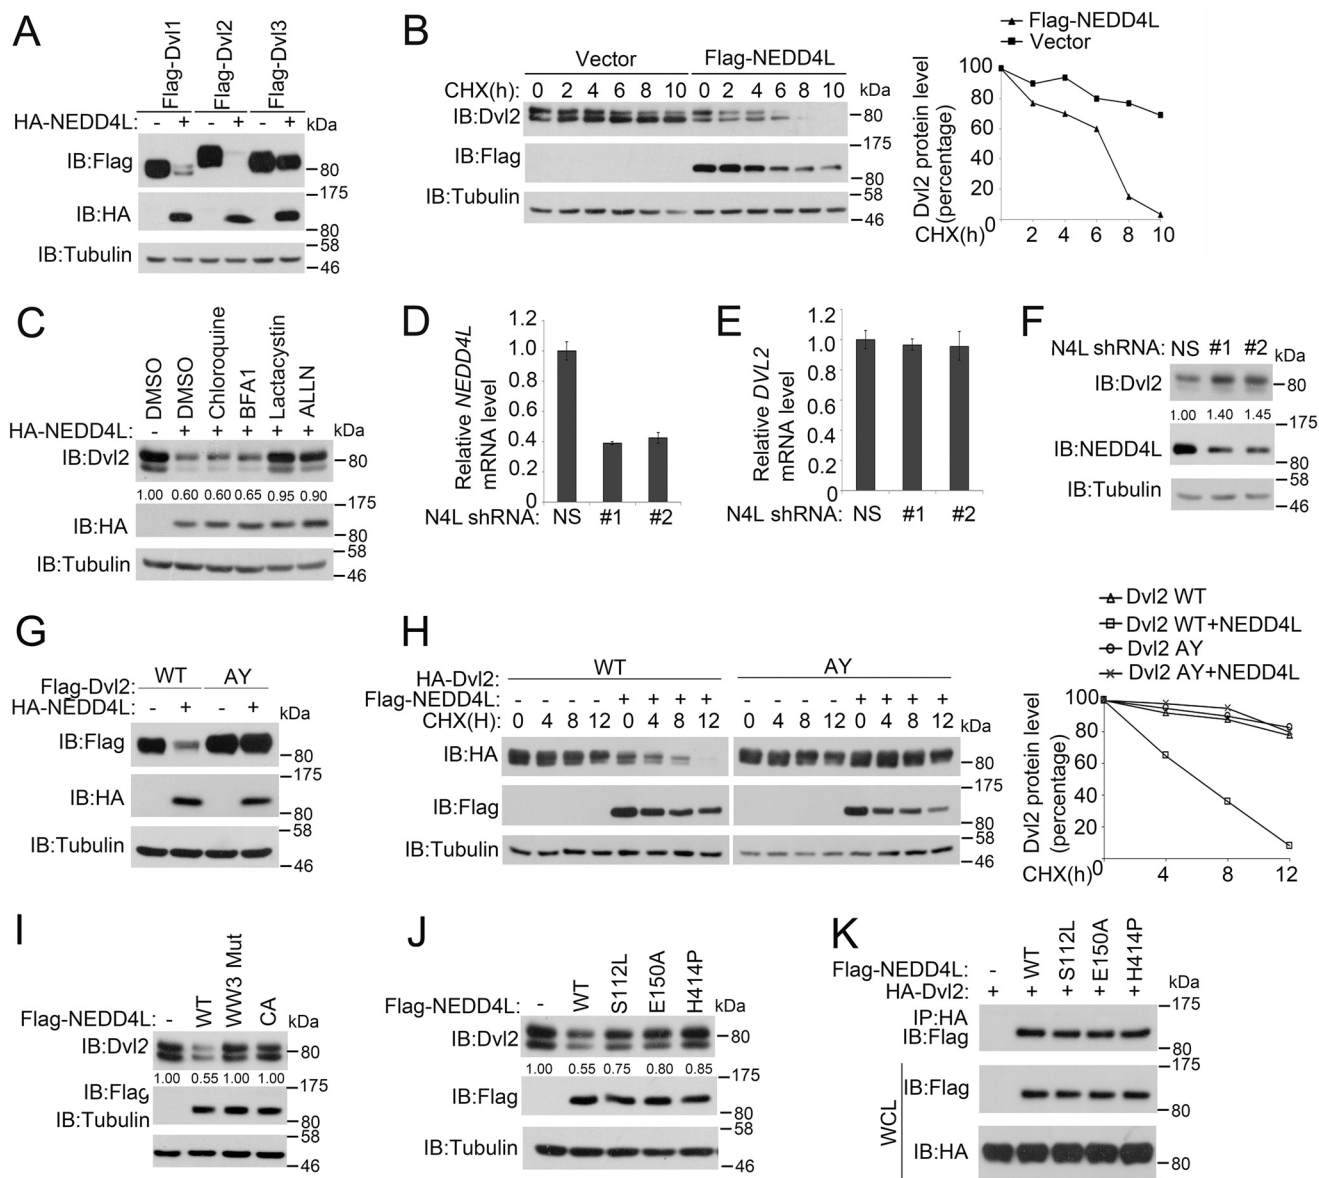 A
Flag-Dvl1
Flag-Dvl2
Flag-Dvl3
HA-NEDD4L: - + - + - + kDa
IB:Flag 80
175
IB:HA 80
58
IB:Tubulin 46
B
Vector Flag-NEDD4L
CHX(h): 0 2 4 6 8 10 0 2 4 6 8 10 kDa
IB:Dvl2 80
175
IB:Flag 80
58
IB:Tubulin 46
Flag-NEDD4L
Vector
Dvl2 protein level
(percentage)
100
80
60
40
20
0
CHX(h) 2 4 6 8 10
C
DMSO
DMSO
Chloroquine
BFA1
Lactacystin
ALLN
HA-NEDD4L: - + + + + + kDa
IB:Dvl2 80
1.00 0.60 0.60 0.65 0.95 0.90 175
IB:HA 80
58
IB:Tubulin 46
D
Relative NEDD4L
mRNA level
1.2
1.0
0.8
0.6
0.4
0.2
0
N4L shRNA: NS #1 #2
E
Relative DVL2
mRNA level
1.2
1.0
0.8
0.6
0.4
0.2
0
N4L shRNA: NS #1 #2
F
N4L shRNA: NS #1 #2 kDa
IB:Dvl2 80
1.00 1.40 1.45 175
IB:NEDD4L 80
58
IB:Tubulin 46
G
WT AY
Flag-Dvl2:
HA-NEDD4L: - + - + kDa
IB:Flag 80
175
IB:HA 80
58
IB:Tubulin 46
H
WT AY
HA-Dvl2:
Flag-NEDD4L: - - - - + + + + - - - - + + + +
CHX(H): 0 4 8 12 0 4 8 12 0 4 8 12 0 4 8 12 kDa
IB:HA 80
175
IB:Flag 80
58
IB:Tubulin 46
Dvl2 WT
Dvl2 WT+NEDD4L
Dvl2 AY
Dvl2 AY+NEDD4L
Dvl2 protein level
(percentage)
100
80
60
40
20
0
CHX(h) 4 8 12
I
Flag-NEDD4L: - WT WW3 Mut CA kDa
IB:Dvl2 80
1.00 0.55 1.00 1.00 175
IB:Flag
IB:Tubulin 80
58
46
J
Flag-NEDD4L: - WT S112L E150A H414P kDa
IB:Dvl2 80
1.00 0.55 0.75 0.80 0.85 175
IB:Flag 80
58
IB:Tubulin 46
K
Flag-NEDD4L: - WT S112L E150A H414P kDa
HA-Dvl2: + + + + + 175
IP:HA
IB:Flag 80
175
WCL
IB:Flag 80
IB:HA 80